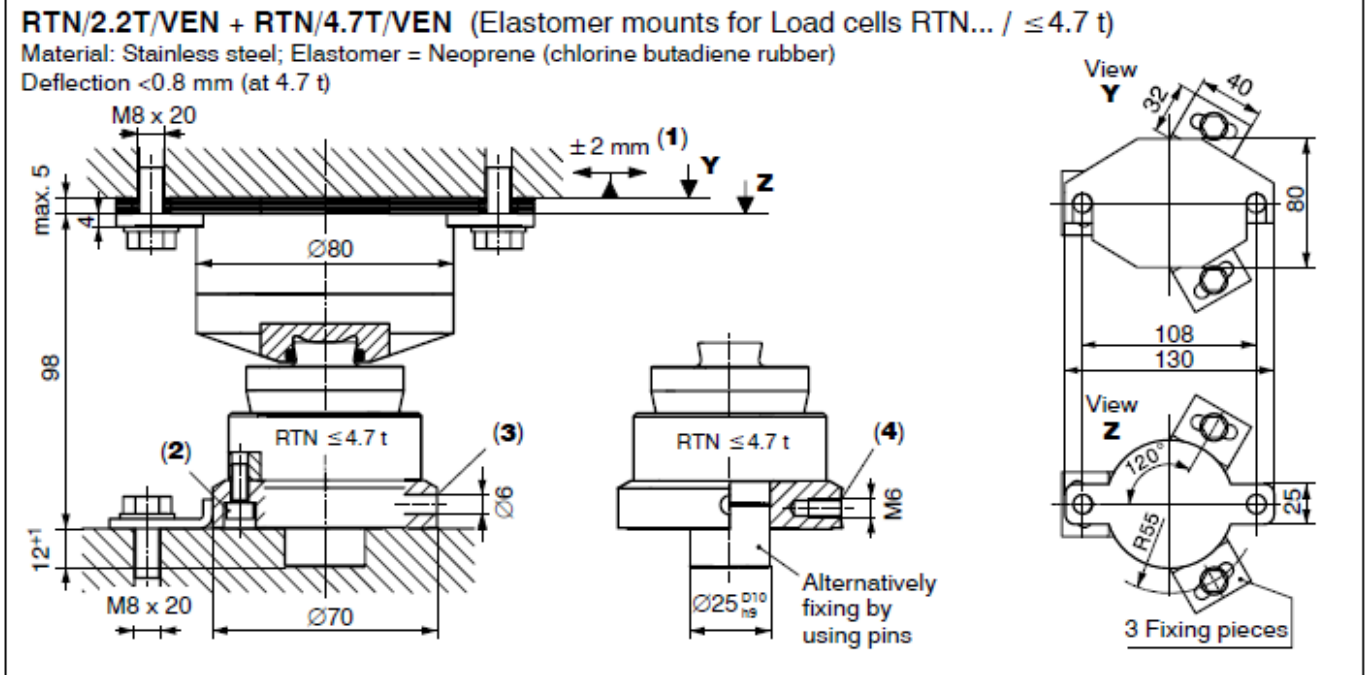 RTN/2.2T/VEN + RTN/4.7T/VEN (Elastomer mounts for Load cells RTN... / ≤4.7 t)
Material: Stainless steel; Elastomer = Neoprene (chlorine butadiene rubber)
Deflection <0.8 mm (at 4.7 t)
M8 x 20
± 2 mm (1)
Y
Z
max. 5
4
Ø80
98
RTN ≤4.7 t
(2)
(3)
Ø6
12+1
M8 x 20
Ø70
RTN ≤4.7 t
(4)
M6
Ø25 D10 h9
Alternatively
fixing by
using pins
View
Y
32
40
80
108
130
View
Z
120°
25
R55
3 Fixing pieces